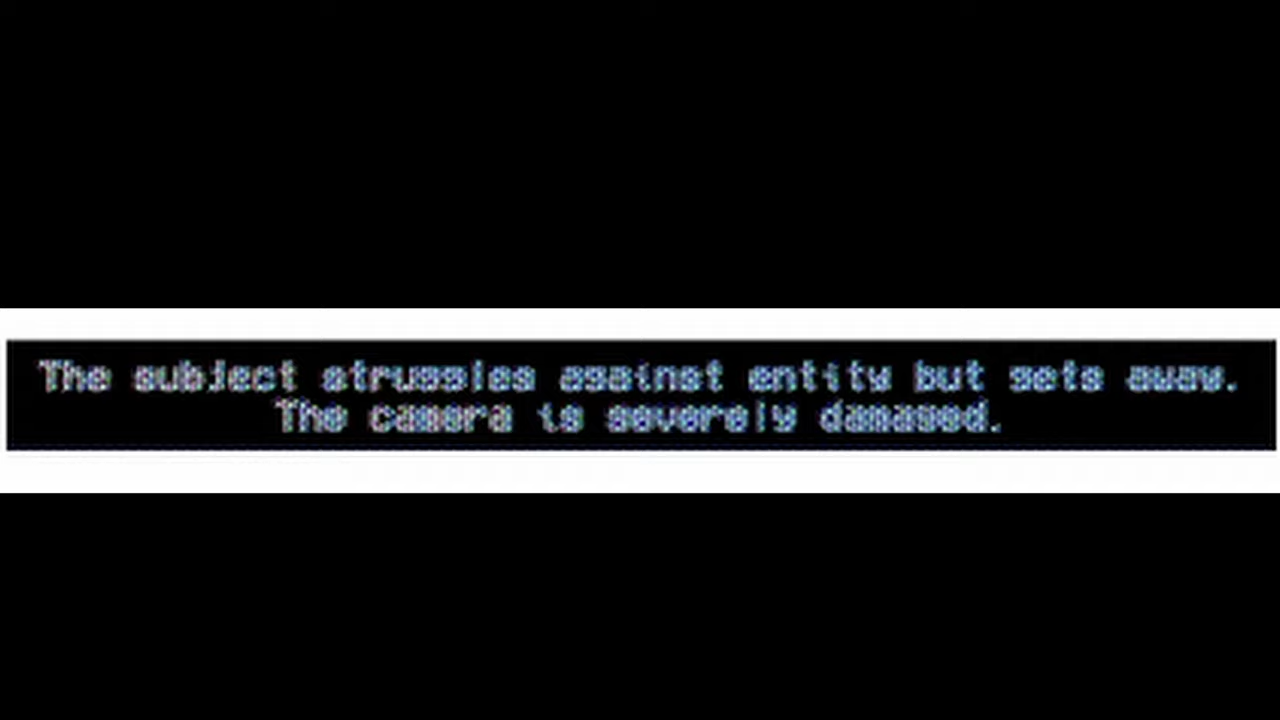 The subject struggles against entity but gets away.
The camera is severely damaged.